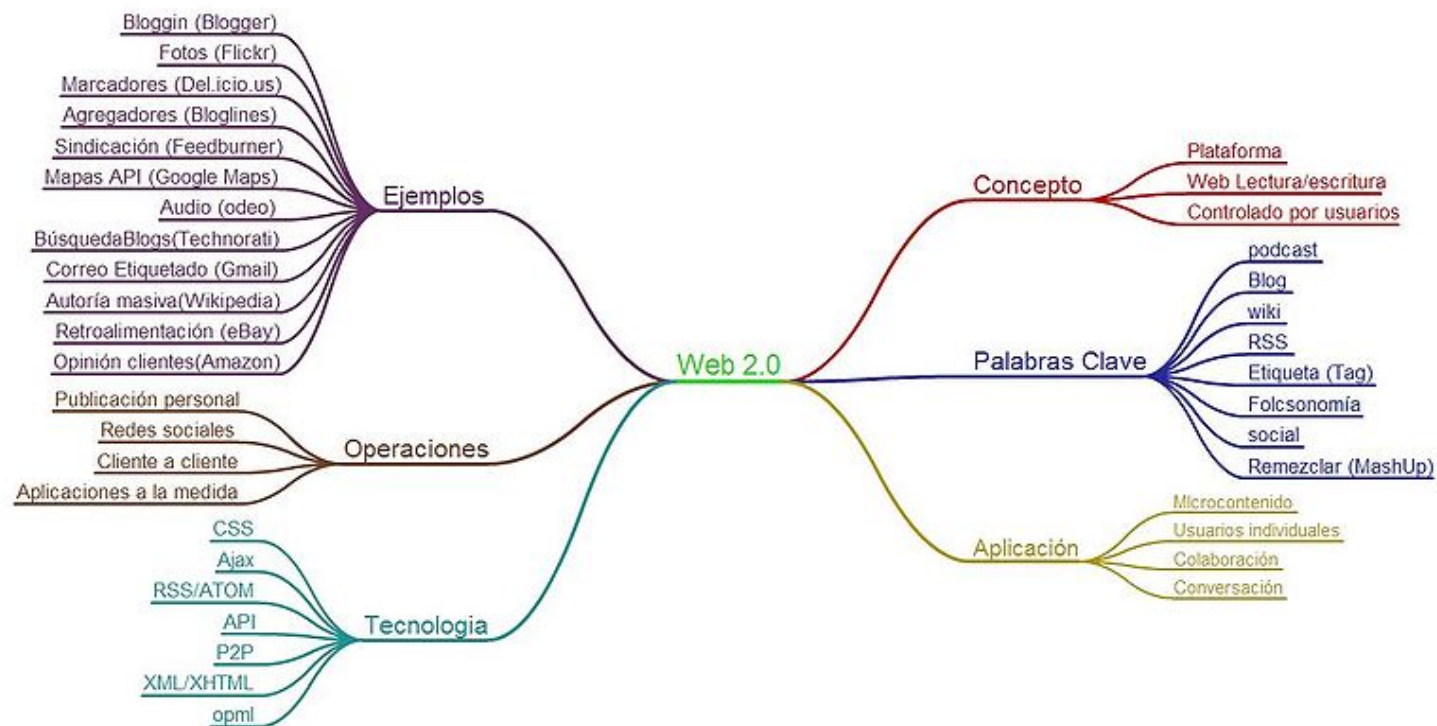 Bloggin (Blogger)
Fotos (Flickr)
Marcadores (Del.icio.us)
Agregadores (Bloglines)
Sindicación (Feedburner)
Mapas API (Google Maps)
Audio (odeo)
BúsquedaBlogs(Technorati)
Correo Etiquetado (Gmail)
Autoría masiva(Wikipedia)
Retroalimentación (eBay)
Opinión clientes(Amazon)
Ejemplos
Publicación personal
Redes sociales
Cliente a cliente
Aplicaciones a la medida
Operaciones
CSS
Ajax
RSS/ATOM
API
P2P
XML/XHTML
opml
Tecnologia
Web 2.0
Concepto
Plataforma
Web Lectura/escritura
Controlado por usuarios
Palabras Clave
podcast
Blog
wiki
RSS
Etiqueta (Tag)
Folcsonomía
social
Remezclar (MashUp)
Aplicación
MIcrocontenido
Usuarios individuales
Colaboración
Conversación